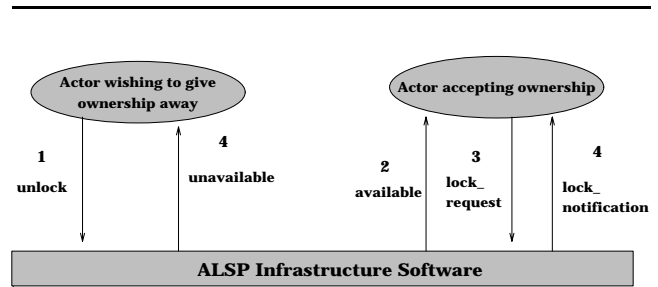 Actor wishing to give
ownership away
Actor accepting ownership
1
unlock
4
unavailable
2
available
3
lock_
request
4
lock_
notification
ALSP Infrastructure Software